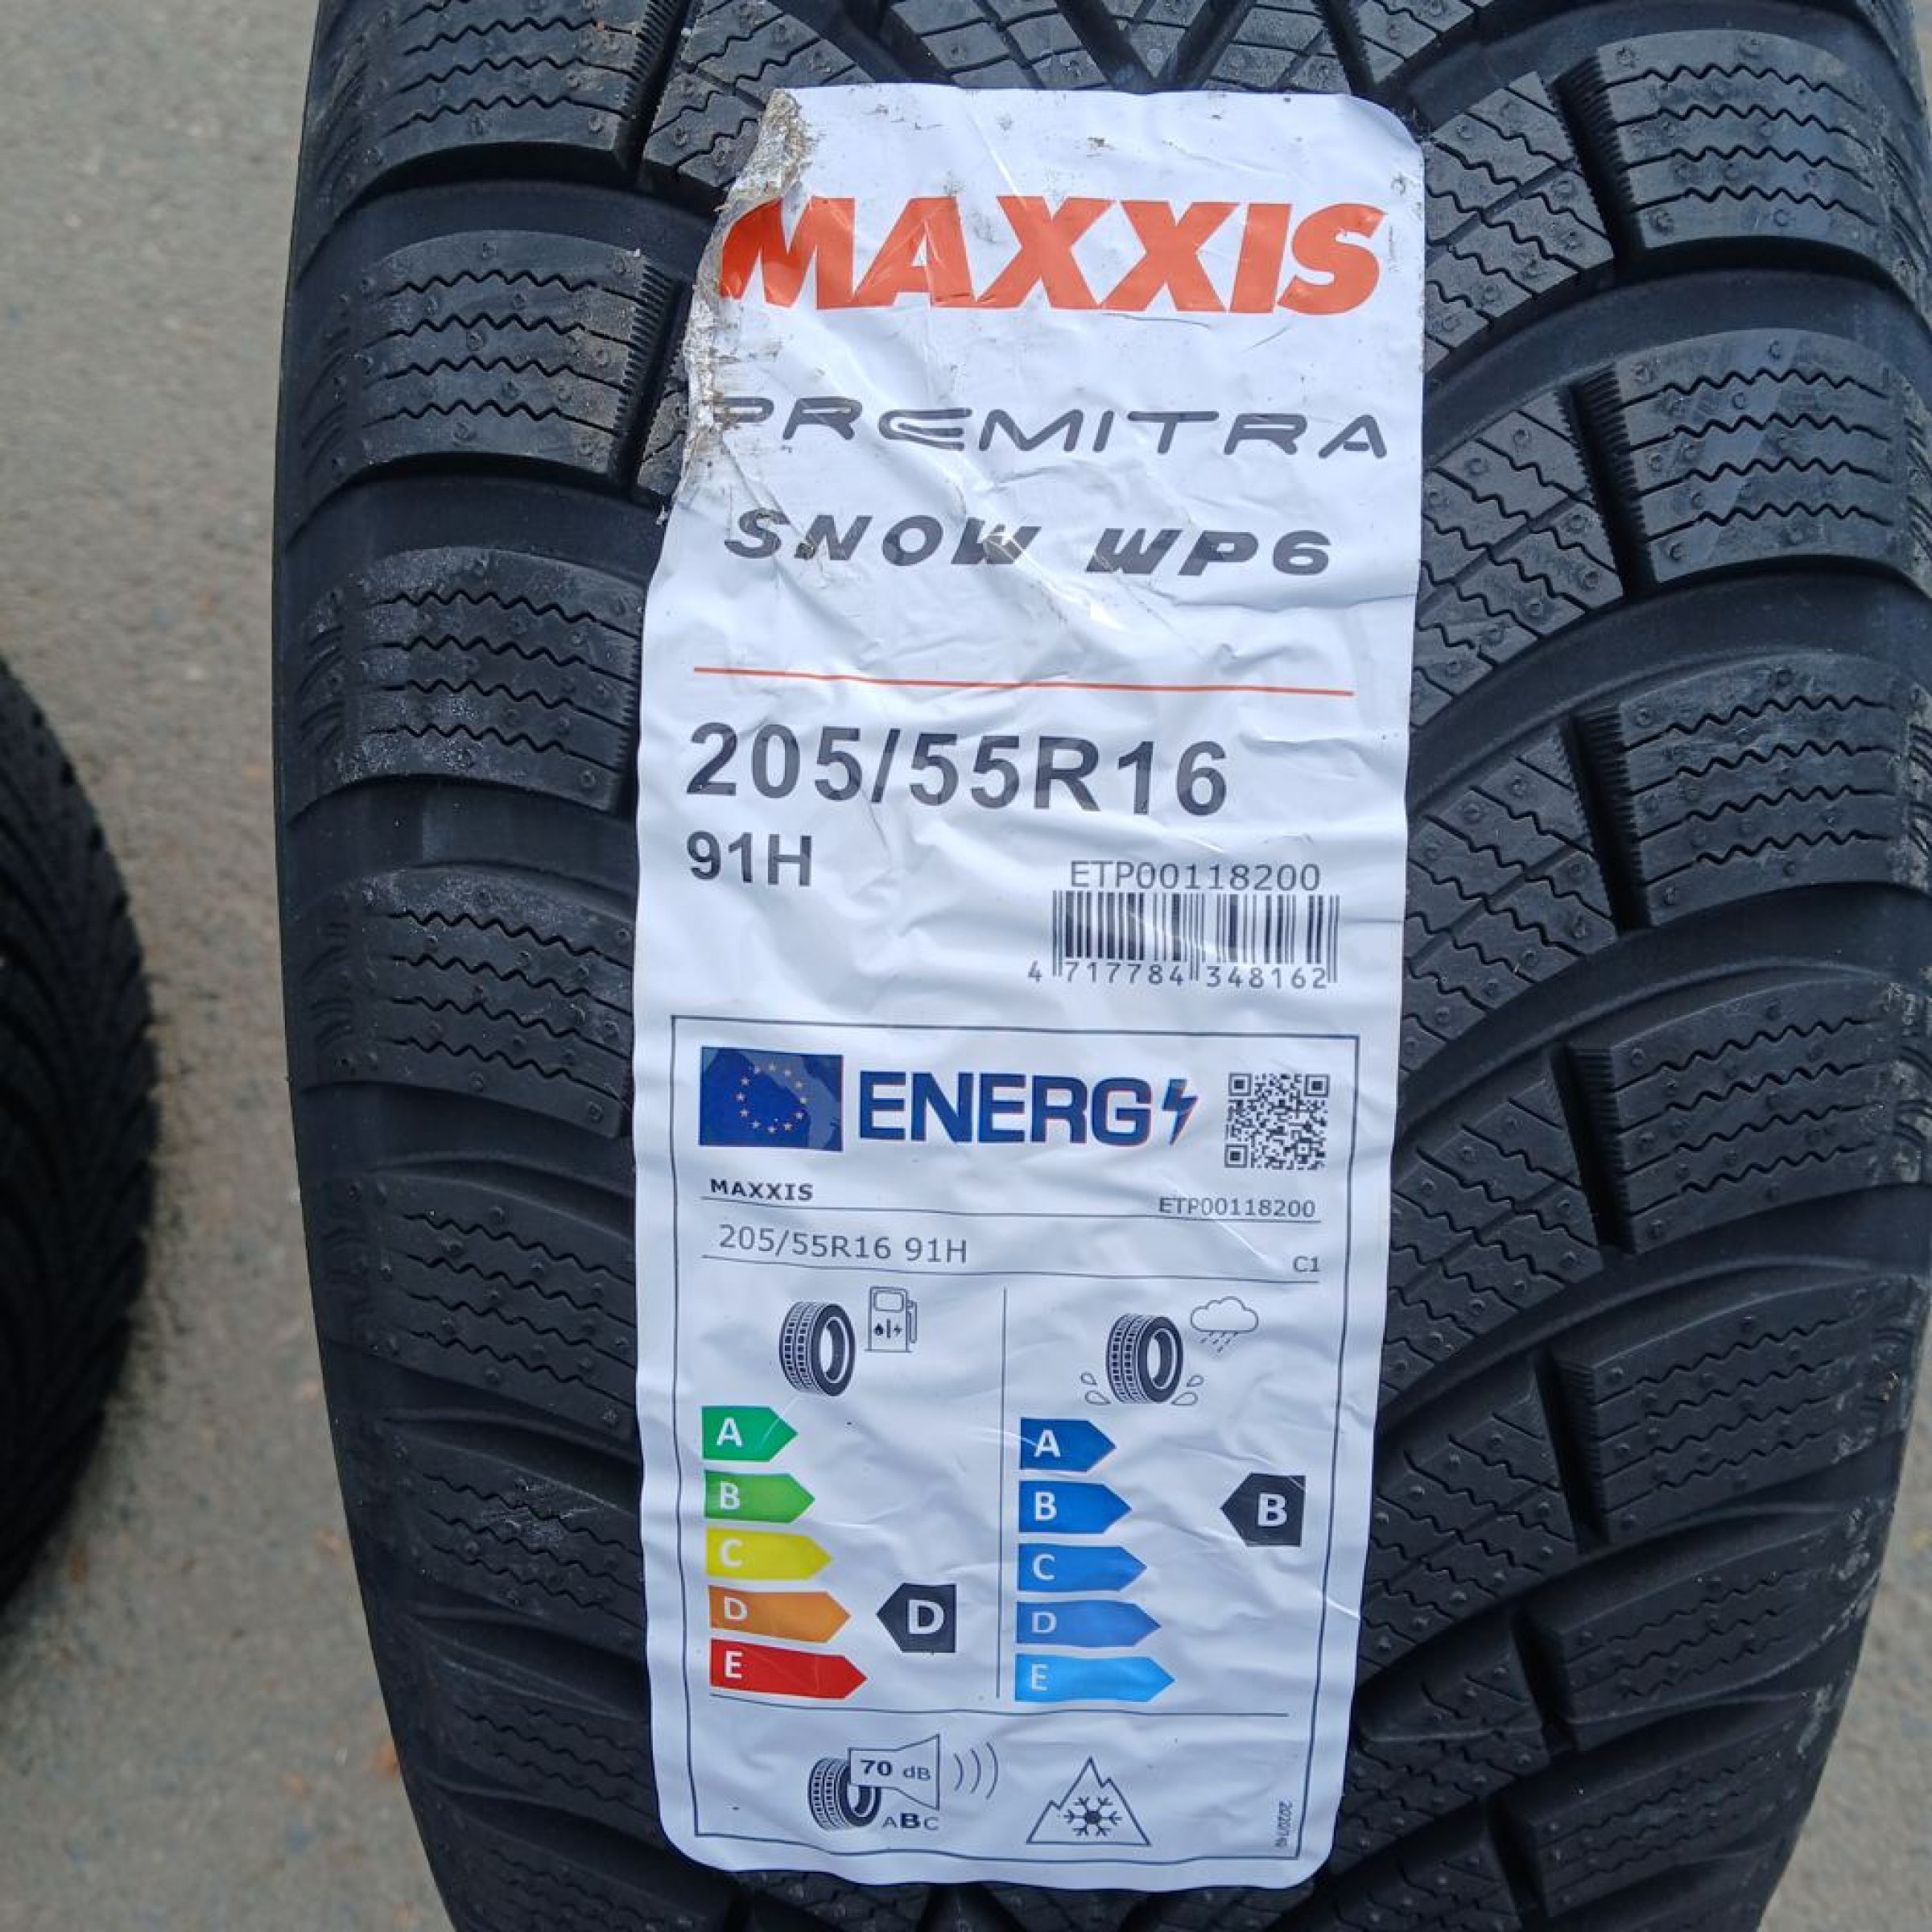 MAXXIS
PREMITRA
SNOW WP6
205/55R16
91H
ETP00118200
4 717784 348162
ENERG
MAXXIS
ETP00118200
205/55R16 91H
C1
A
B
C
D
E
D
A
B
C
D
E
B
70 dB
ABC